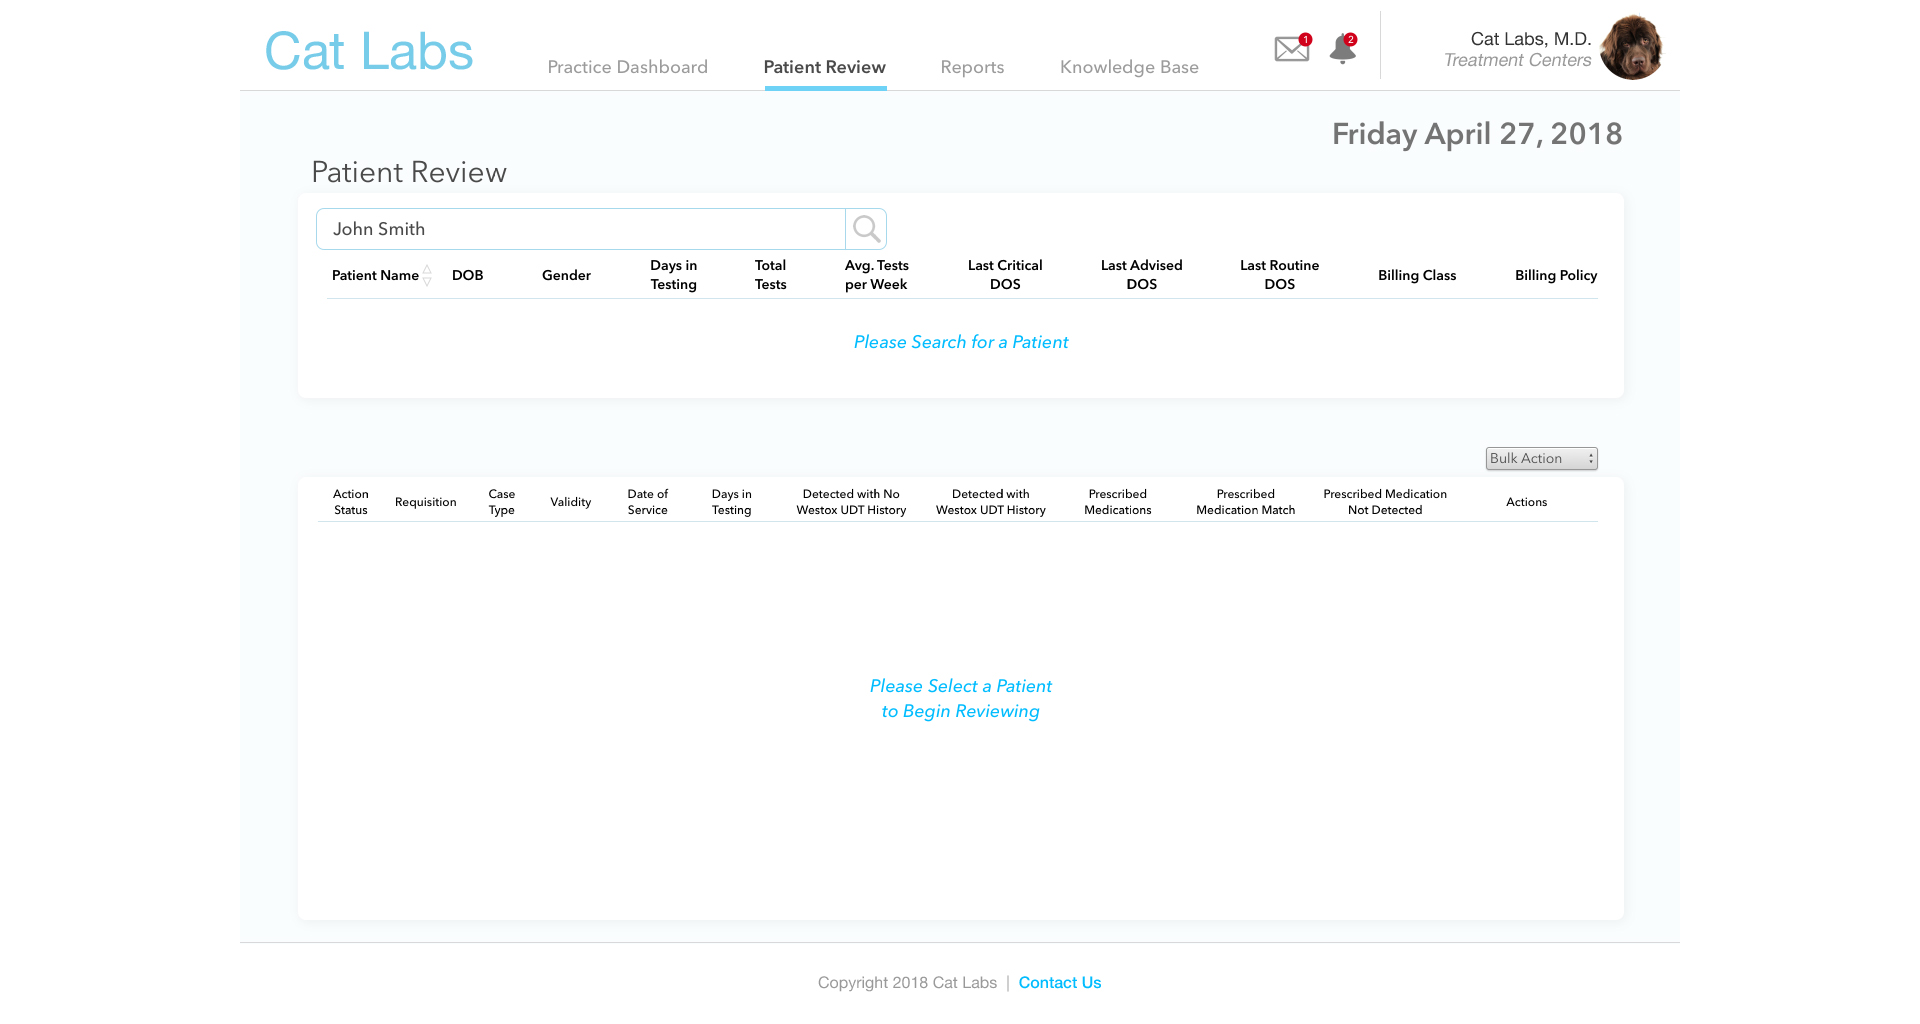 Cat Labs
Practice Dashboard
Patient Review
Reports
Knowledge Base
1
2
Cat Labs, M.D.
Treatment Centers
Friday April 27, 2018
Patient Review
John Smith
Patient Name
DOB
Gender
Days in
Testing
Total
Tests
Avg. Tests
per Week
Last Critical
DOS
Last Advised
DOS
Last Routine
DOS
Billing Class
Billing Policy
Please Search for a Patient
Bulk Action
Action
Status
Requisition
Case
Type
Validity
Date of
Service
Days in
Testing
Detected with No
Westox UDT History
Detected with
Westox UDT History
Prescribed
Medications
Prescribed
Medication Match
Prescribed Medication
Not Detected
Actions
Please Select a Patient
to Begin Reviewing
Copyright 2018 Cat Labs | Contact Us